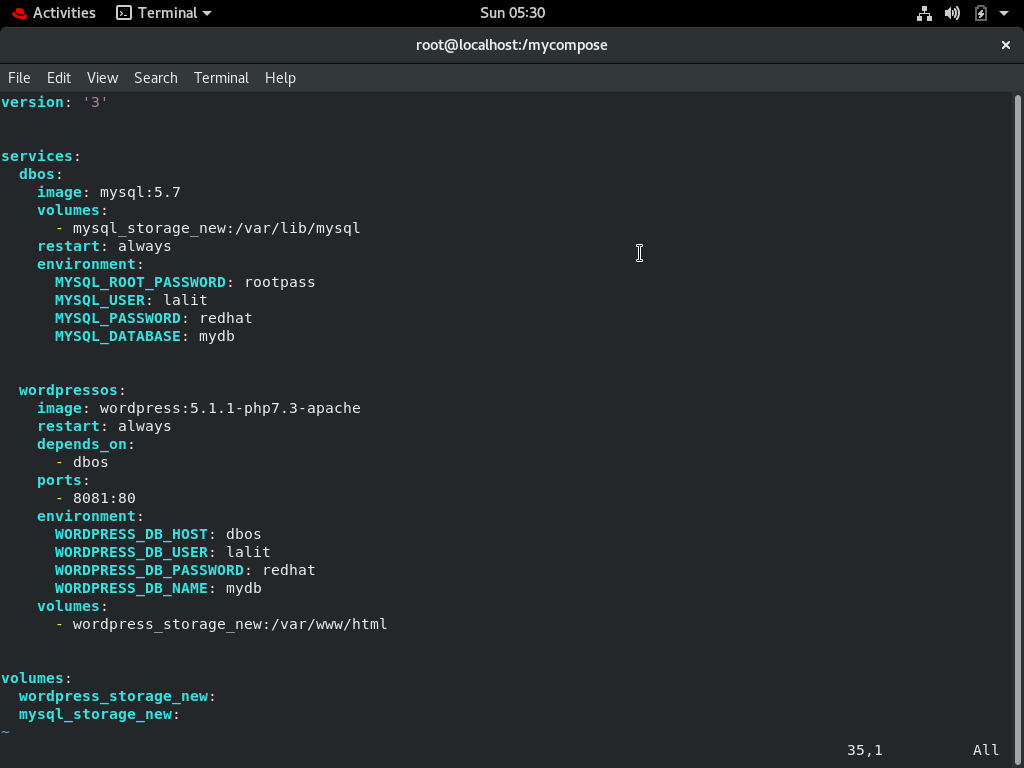 Activities Terminal Sun 05:30
root@localhost:/mycompose ×
File Edit View Search Terminal Help
version: '3'
services:
  dbos:
    image: mysql:5.7
    volumes:
      - mysql_storage_new:/var/lib/mysql
    restart: always
    environment:
      MYSQL_ROOT_PASSWORD: rootpass
      MYSQL_USER: lalit
      MYSQL_PASSWORD: redhat
      MYSQL_DATABASE: mydb
  wordpressos:
    image: wordpress:5.1.1-php7.3-apache
    restart: always
    depends_on:
      - dbos
    ports:
      - 8081:80
    environment:
      WORDPRESS_DB_HOST: dbos
      WORDPRESS_DB_USER: lalit
      WORDPRESS_DB_PASSWORD: redhat
      WORDPRESS_DB_NAME: mydb
    volumes:
      - wordpress_storage_new:/var/www/html
volumes:
  wordpress_storage_new:
  mysql_storage_new:
~
35,1 All